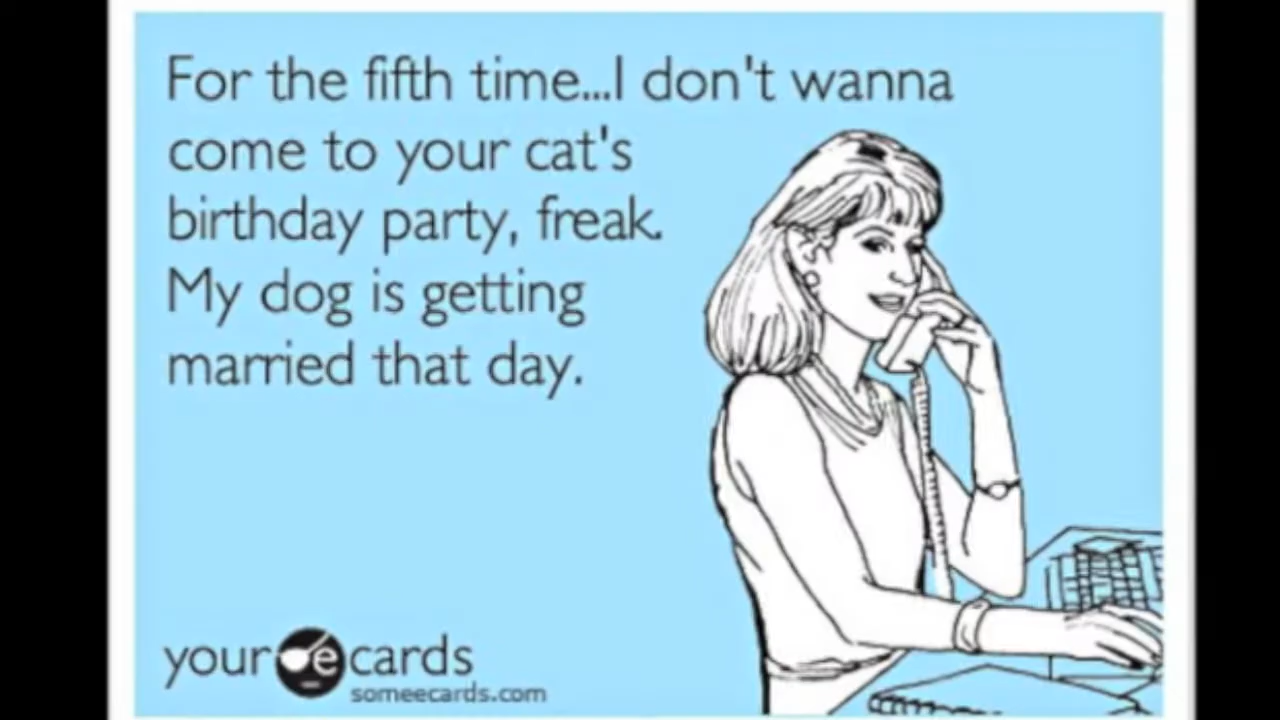 For the fifth time...I don't wanna
come to your cat's
birthday party, freak.
My dog is getting
married that day.
your e cards
someecards.com